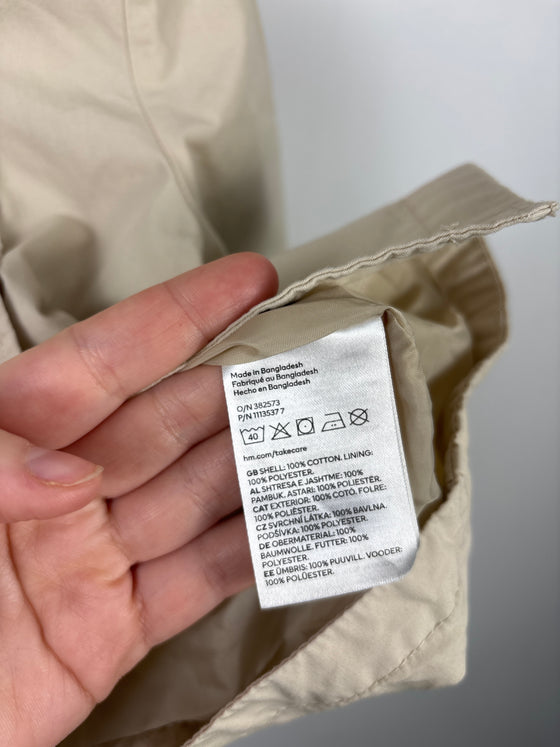 Made in Bangladesh
Fabriqué au Bangladesh
Hecho en Bangladesh
O/N 382573
P/N 1113537 7
40
hm.com/takecare
GB SHELL: 100% COTTON. LINING:
100% POLYESTER.
AL SHTRESA E JASHTME: 100%
PAMBUK. ASTARI: 100% POLIESTËR.
CAT EXTERIOR: 100% COTÓ. FOLRE:
100% POLIÈSTER.
CZ SVRCHNÍ LÁTKA: 100% BAVLNA.
PODŠÍVKA: 100% POLYESTER.
DE OBERMATERIAL: 100%
BAUMWOLLE. FUTTER: 100%
POLYESTER.
EE ÜMBRIS: 100% PUUVILL. VOODER:
100% POLÜESTER.